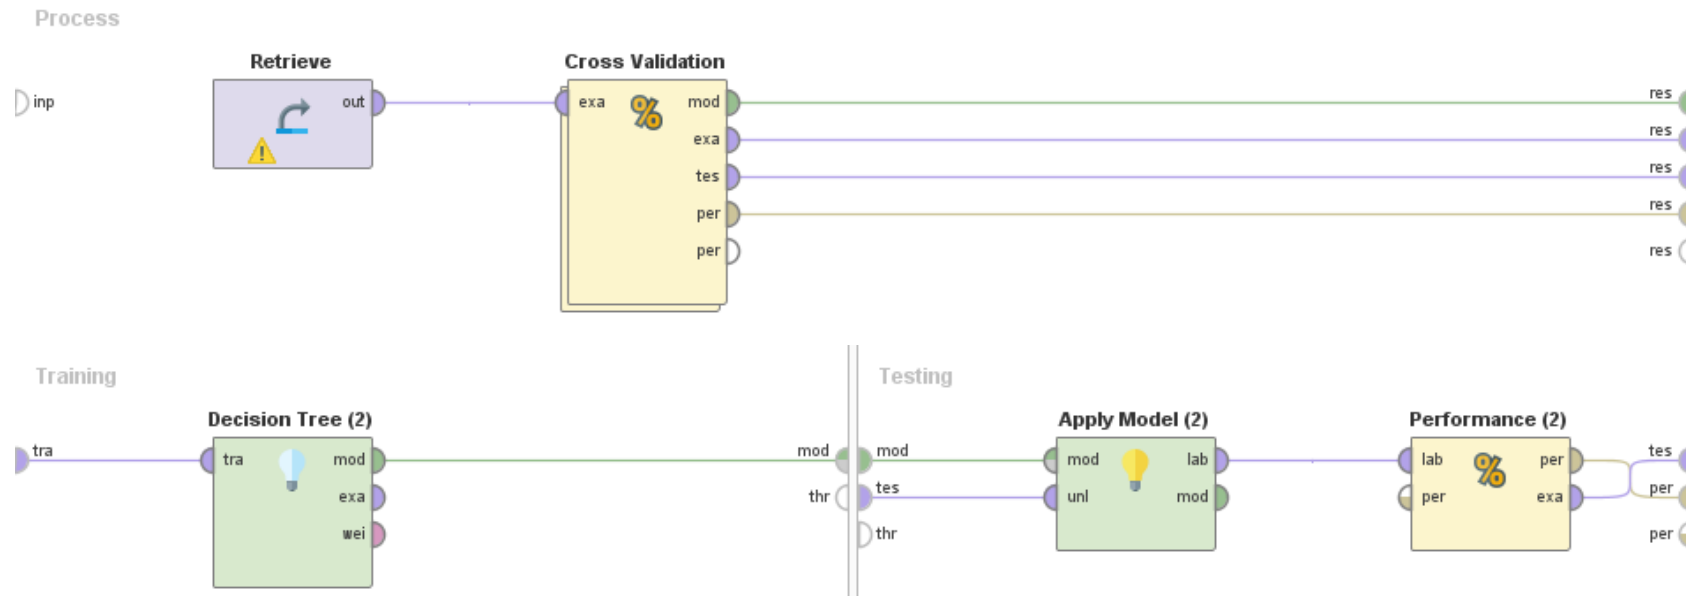 Process
Retrieve
Cross Validation
inp
out
exa
mod
res
exa
res
tes
res
per
res
per
res
Training
Testing
Decision Tree (2)
Apply Model (2)
Performance (2)
tra
tra
mod
mod
mod
mod
lab
lab
per
tes
exa
thr
tes
unl
mod
per
exa
per
wei
thr
per